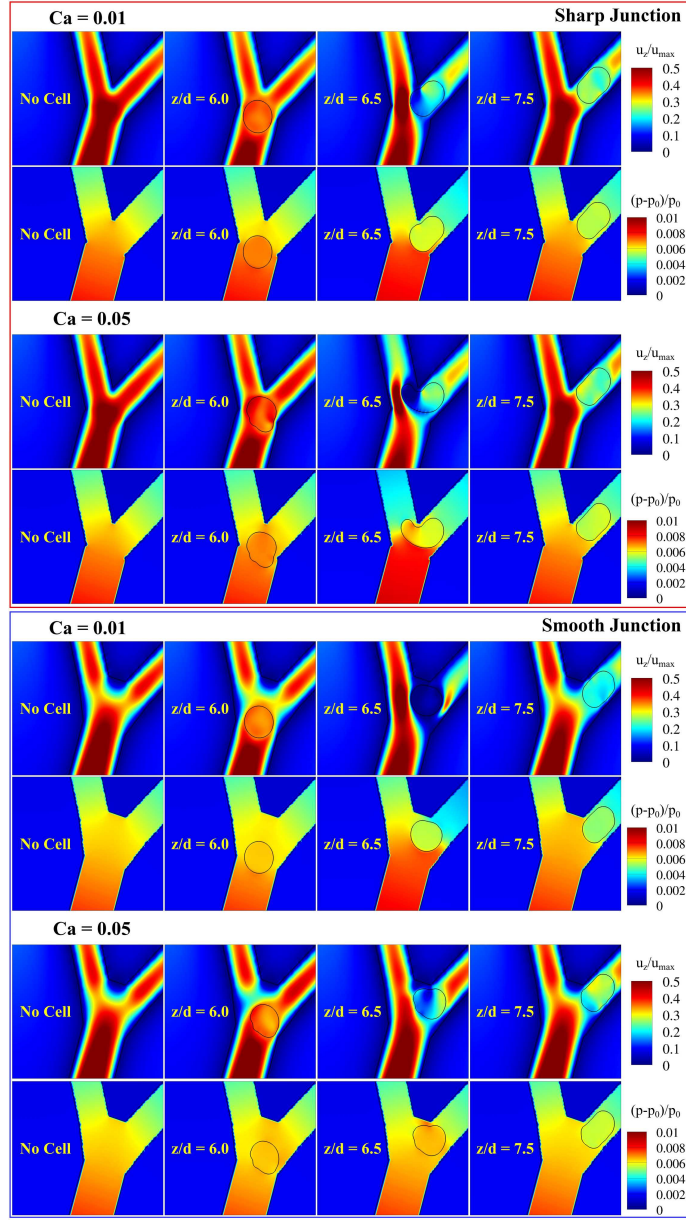 Ca = 0.01 Sharp Junction
No Cell z/d = 6.0 z/d = 6.5 z/d = 7.5
u_z/u_max
0.5
0.4
0.3
0.2
0.1
0
No Cell z/d = 6.0 z/d = 6.5 z/d = 7.5
(p-p_0)/p_0
0.01
0.008
0.006
0.004
0.002
0
Ca = 0.05
No Cell z/d = 6.0 z/d = 6.5 z/d = 7.5
u_z/u_max
0.5
0.4
0.3
0.2
0.1
0
No Cell z/d = 6.0 z/d = 6.5 z/d = 7.5
(p-p_0)/p_0
0.01
0.008
0.006
0.004
0.002
0
Ca = 0.01 Smooth Junction
No Cell z/d = 6.0 z/d = 6.5 z/d = 7.5
u_z/u_max
0.5
0.4
0.3
0.2
0.1
0
No Cell z/d = 6.0 z/d = 6.5 z/d = 7.5
(p-p_0)/p_0
0.01
0.008
0.006
0.004
0.002
0
Ca = 0.05
No Cell z/d = 6.0 z/d = 6.5 z/d = 7.5
u_z/u_max
0.5
0.4
0.3
0.2
0.1
0
No Cell z/d = 6.0 z/d = 6.5 z/d = 7.5
(p-p_0)/p_0
0.01
0.008
0.006
0.004
0.002
0